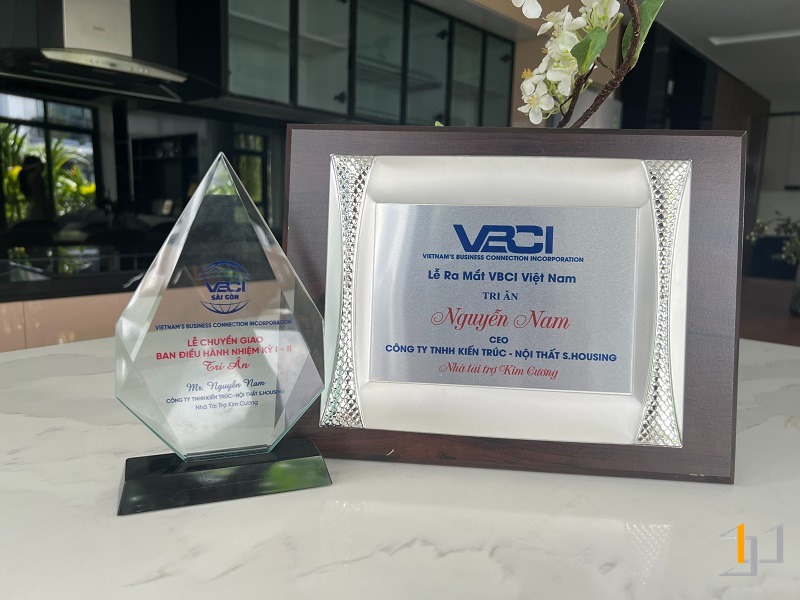 VBCI
SÀI GÒN
VIETNAM'S BUSINESS CONNECTION INCORPORATION
LỄ CHUYỂN GIAO
BAN ĐIỀU HÀNH NHIỆM KỲ I - II
Tri Ân
Mr. Nguyễn Nam
CÔNG TY TNHH KIẾN TRÚC - NỘI THẤT S.HOUSING
Nhà Tài Trợ Kim Cương
VBCI
VIETNAM'S BUSINESS CONNECTION INCORPORATION
Lễ Ra Mắt VBCI Việt Nam
TRI ÂN
Nguyễn Nam
CEO
CÔNG TY TNHH KIẾN TRÚC - NỘI THẤT S.HOUSING
Nhà tài trợ Kim Cương